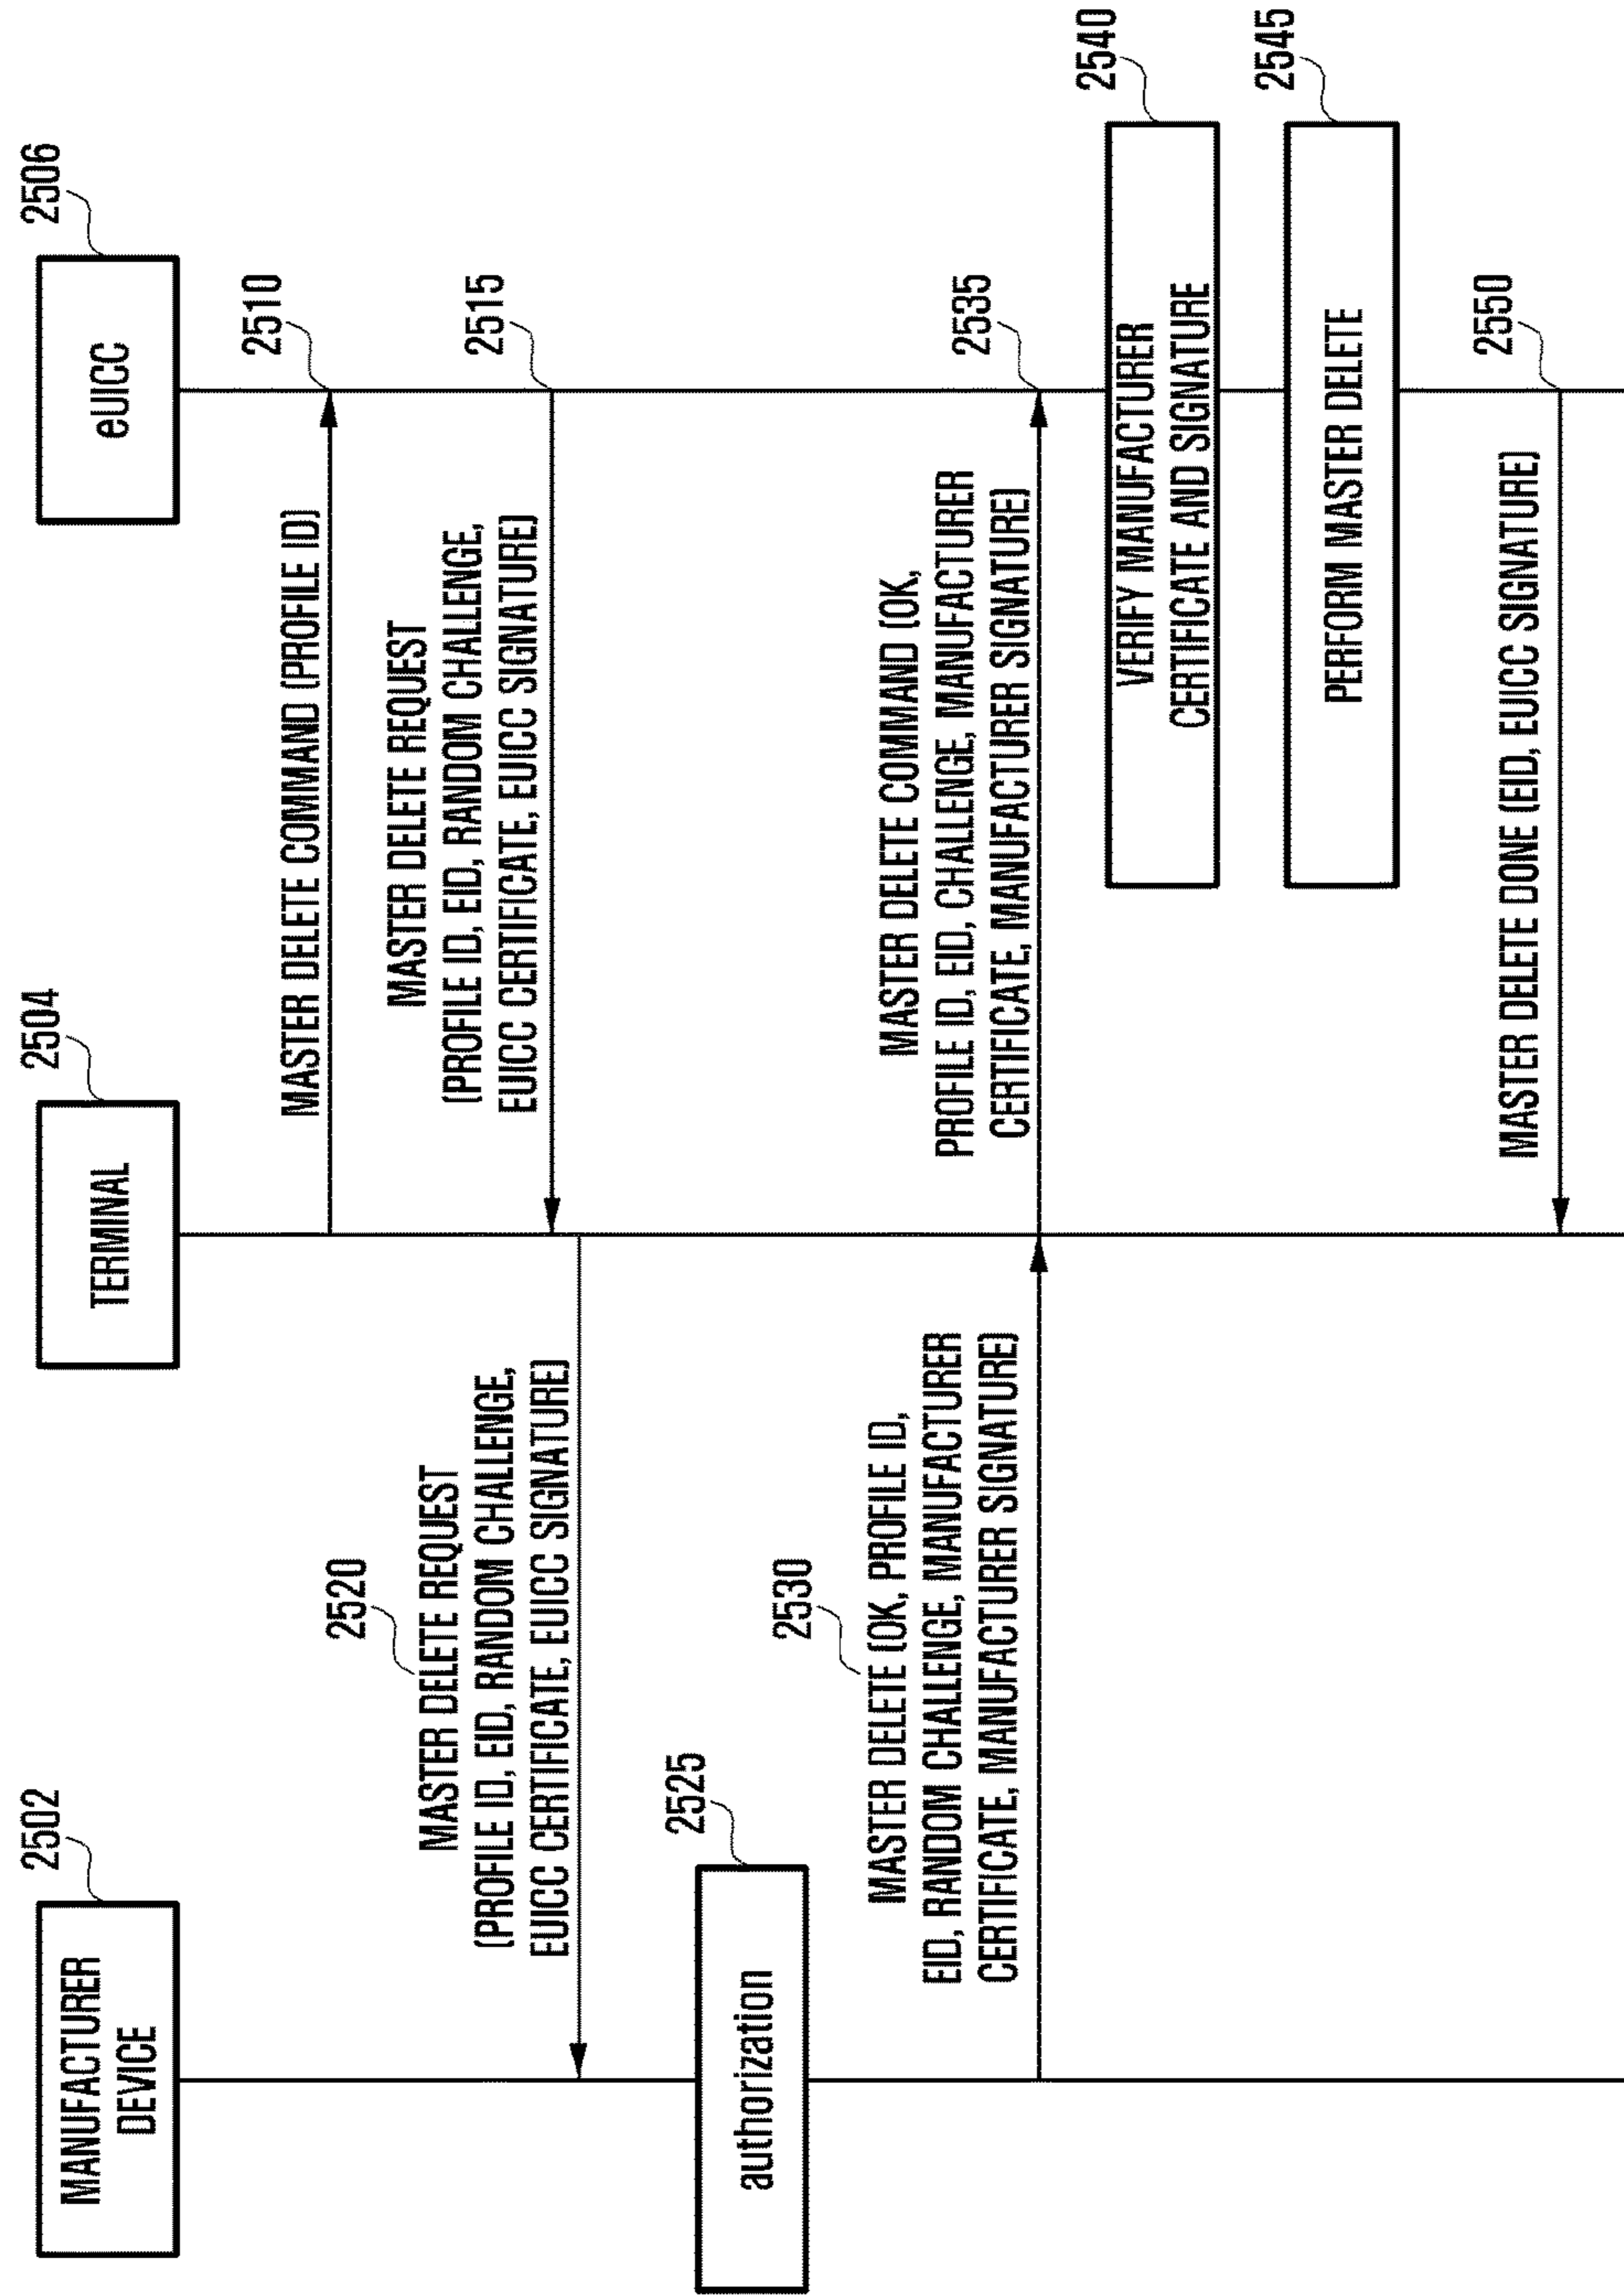 MANUFACTURER
DEVICE
2502
TERMINAL
2504
eUICC
2506
MASTER DELETE COMMAND (PROFILE ID)
2510
MASTER DELETE REQUEST
(PROFILE ID, EID, RANDOM CHALLENGE,
EUICC CERTIFICATE, EUICC SIGNATURE)
2515
2520
MASTER DELETE REQUEST
(PROFILE ID, EID, RANDOM CHALLENGE,
EUICC CERTIFICATE, EUICC SIGNATURE)
authorization
2525
2530
MASTER DELETE (OK, PROFILE ID,
EID, RANDOM CHALLENGE, MANUFACTURER
CERTIFICATE, MANUFACTURER SIGNATURE)
MASTER DELETE COMMAND (OK,
PROFILE ID, EID, CHALLENGE, MANUFACTURER
CERTIFICATE, MANUFACTURER SIGNATURE)
2535
VERIFY MANUFACTURER
CERTIFICATE AND SIGNATURE
2540
PERFORM MASTER DELETE
2545
MASTER DELETE DONE (EID, EUICC SIGNATURE)
2550